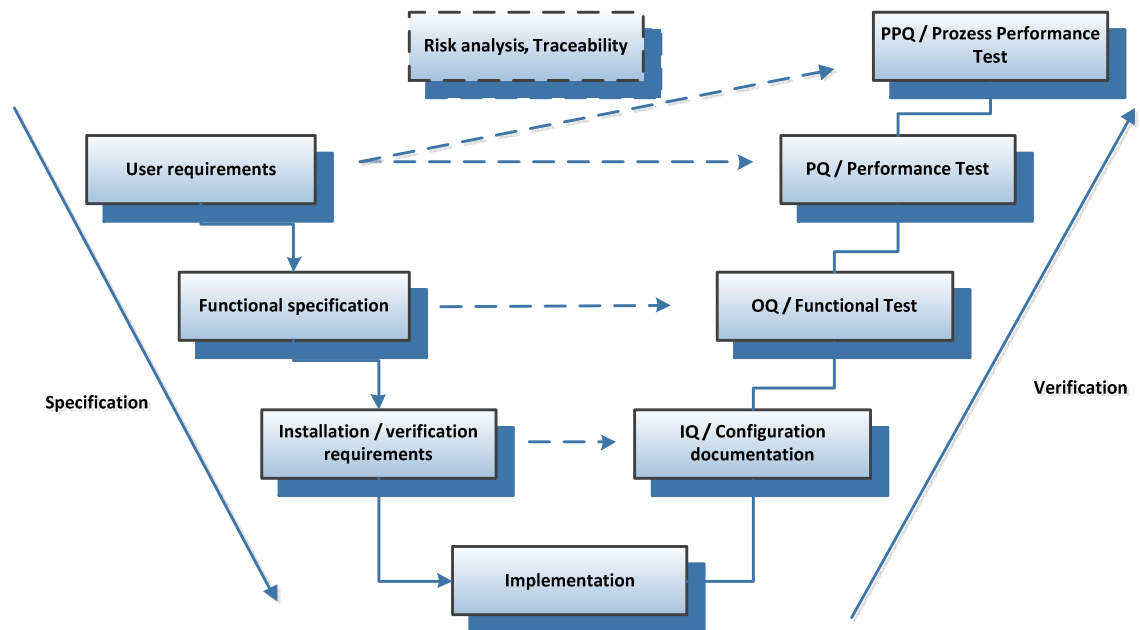 Risk analysis, Traceability
PPQ / Prozess Performance
Test
User requirements
PQ / Performance Test
Functional specification
OQ / Functional Test
Specification
Verification
Installation / verification
requirements
IQ / Configuration
documentation
Implementation